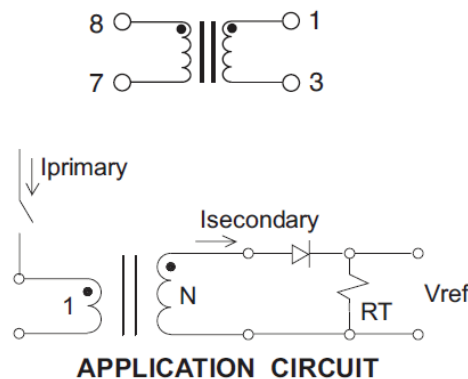 8 1
7 3
Iprimary
Isecondary
1 N RT Vref
APPLICATION CIRCUIT